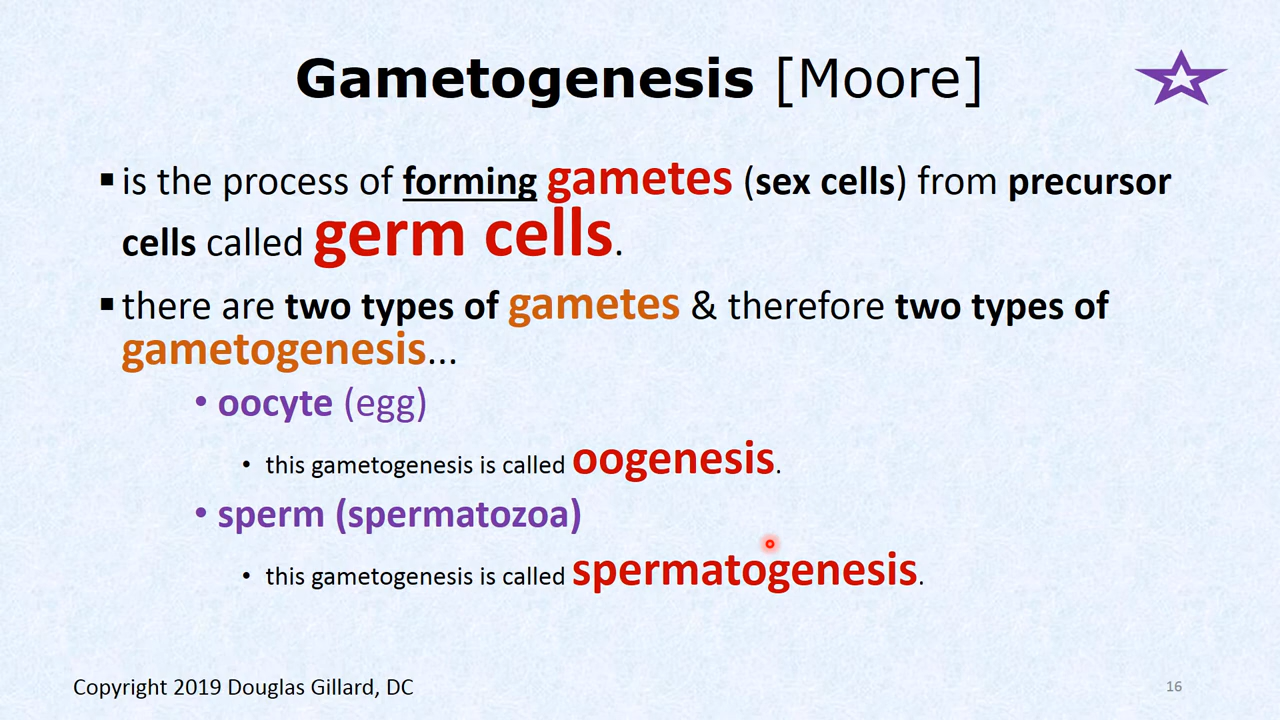 Gametogenesis [Moore]
▪ is the process of forming gametes (sex cells) from precursor
cells called germ cells.
▪ there are two types of gametes & therefore two types of
gametogenesis...
• oocyte (egg)
• this gametogenesis is called oogenesis.
• sperm (spermatozoa)
• this gametogenesis is called spermatogenesis.
Copyright 2019 Douglas Gillard, DC
16